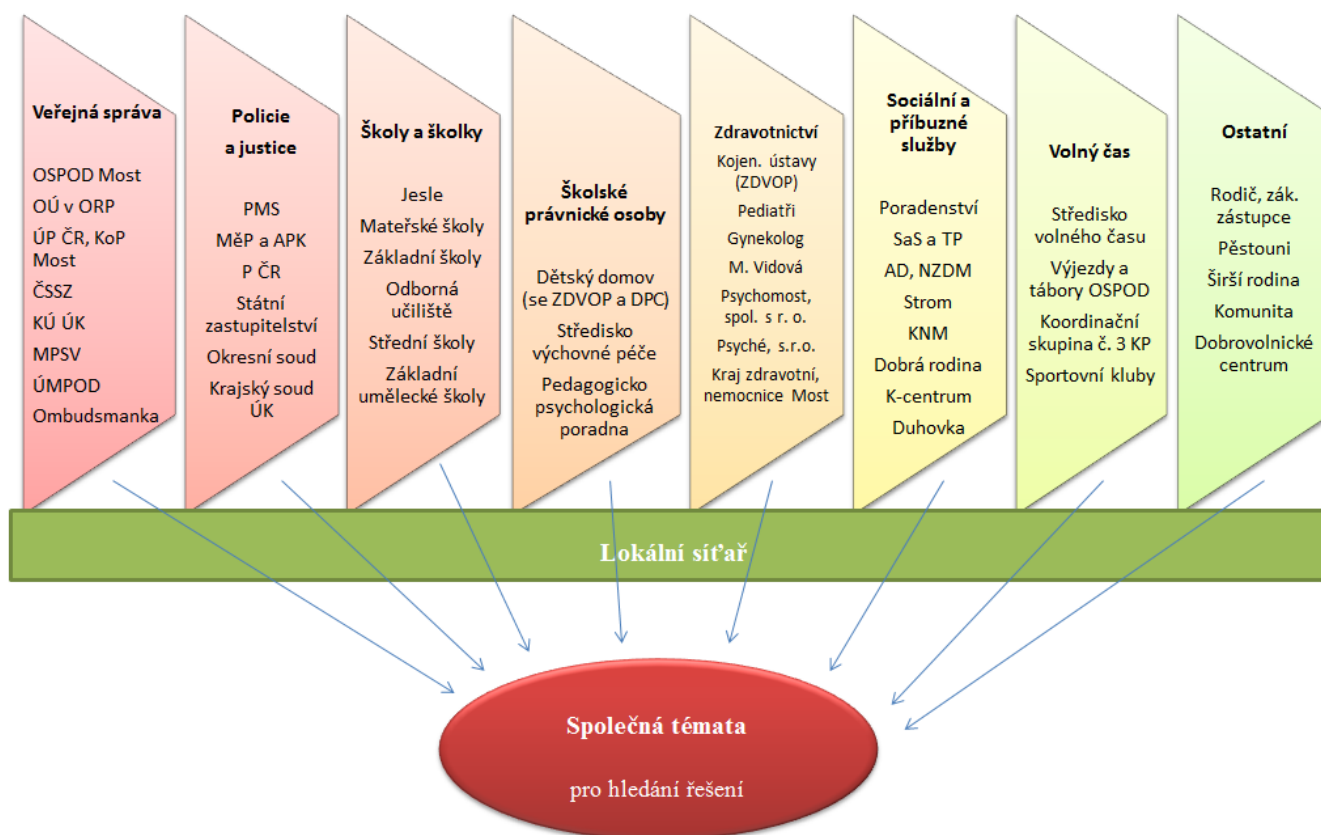 Veřejná správa
OSPOD Most
OÚ v ORP
ÚP ČR, KoP
Most
ČSSZ
KÚ ÚK
MPSV
ÚMPOD
Ombudsmanka
Policie
a justice
PMS
MěP a APK
P ČR
Státní
zastupitelství
Okresní soud
Krajský soud
ÚK
Školy a školky
Jesle
Mateřské školy
Základní školy
Odborná
učiliště
Střední školy
Základní
umělecké školy
Školské
právnické osoby
Dětský domov
(se ZDVOP a DPC)
Středisko
výchovné péče
Pedagogicko
psychologická
poradna
Zdravotnictví
Kojen. ústavy
(ZDVOP)
Pediatři
Gynekolog
M. Vidová
Psychomost,
spol. s r. o.
Psyché, s.r.o.
Kraj zdravotní,
nemocnice Most
Sociální a
příbuzné
služby
Poradenství
SaS a TP
AD, NZDM
Strom
KNM
Dobrá rodina
K-centrum
Duhovka
Volný čas
Středisko
volného času
Výjezdy a
tábory OSPOD
Koordinační
skupina č. 3 KP
Sportovní kluby
Ostatní
Rodič, zák.
zástupce
Pěstouni
Širší rodina
Komunita
Dobrovolnické
centrum
Lokální síťař
Společná témata
pro hledání řešení